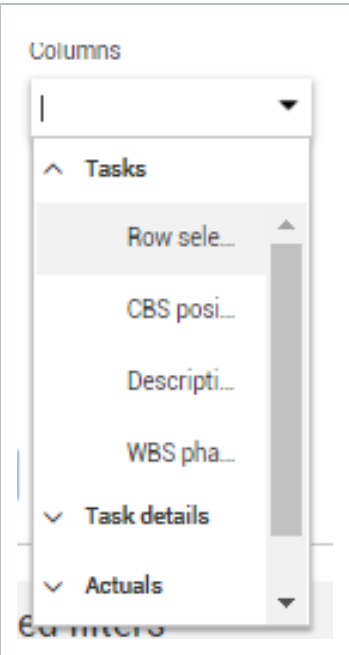 Columns
Tasks
Row sele...
CBS posi...
Descripti...
WBS pha...
Task details
Actuals
ed filters